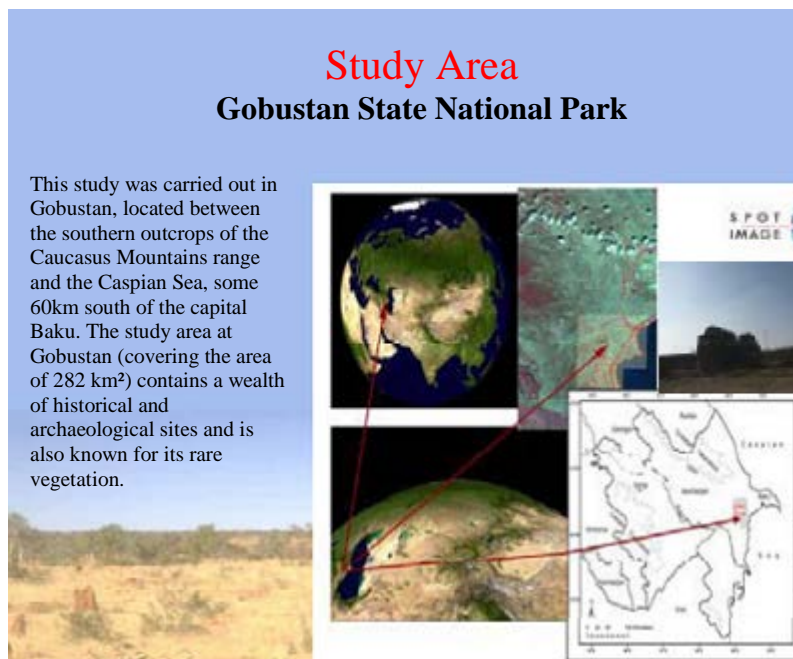 Study Area
Gobustan State National Park
This study was carried out in
Gobustan, located between
the southern outcrops of the
Caucasus Mountains range
and the Caspian Sea, some
60km south of the capital
Baku. The study area at
Gobustan (covering the area
of 282 km²) contains a wealth
of historical and
archaeological sites and is
also known for its rare
vegetation.
SPOT
IMAGE
Caspian
Sea